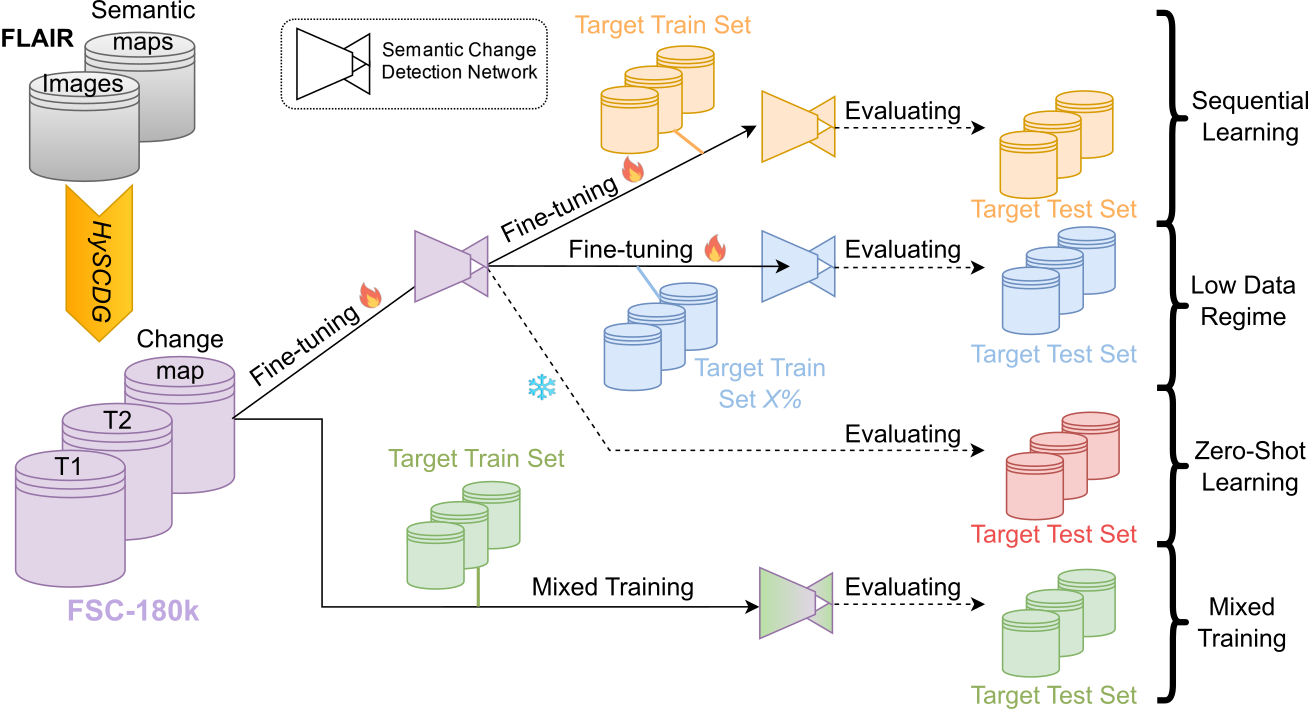 Semantic
maps
FLAIR
Images
HySCDG
Semantic Change
Detection Network
Change
map
T2
T1
FSC-180k
Fine-tuning
Target Train Set
Fine-tuning
Evaluating
Target Test Set
Sequential
Learning
Fine-tuning
Target Train
Set X%
Evaluating
Target Test Set
Low Data
Regime
Evaluating
Target Test Set
Zero-Shot
Learning
Target Train Set
Mixed Training
Evaluating
Target Test Set
Mixed
Training